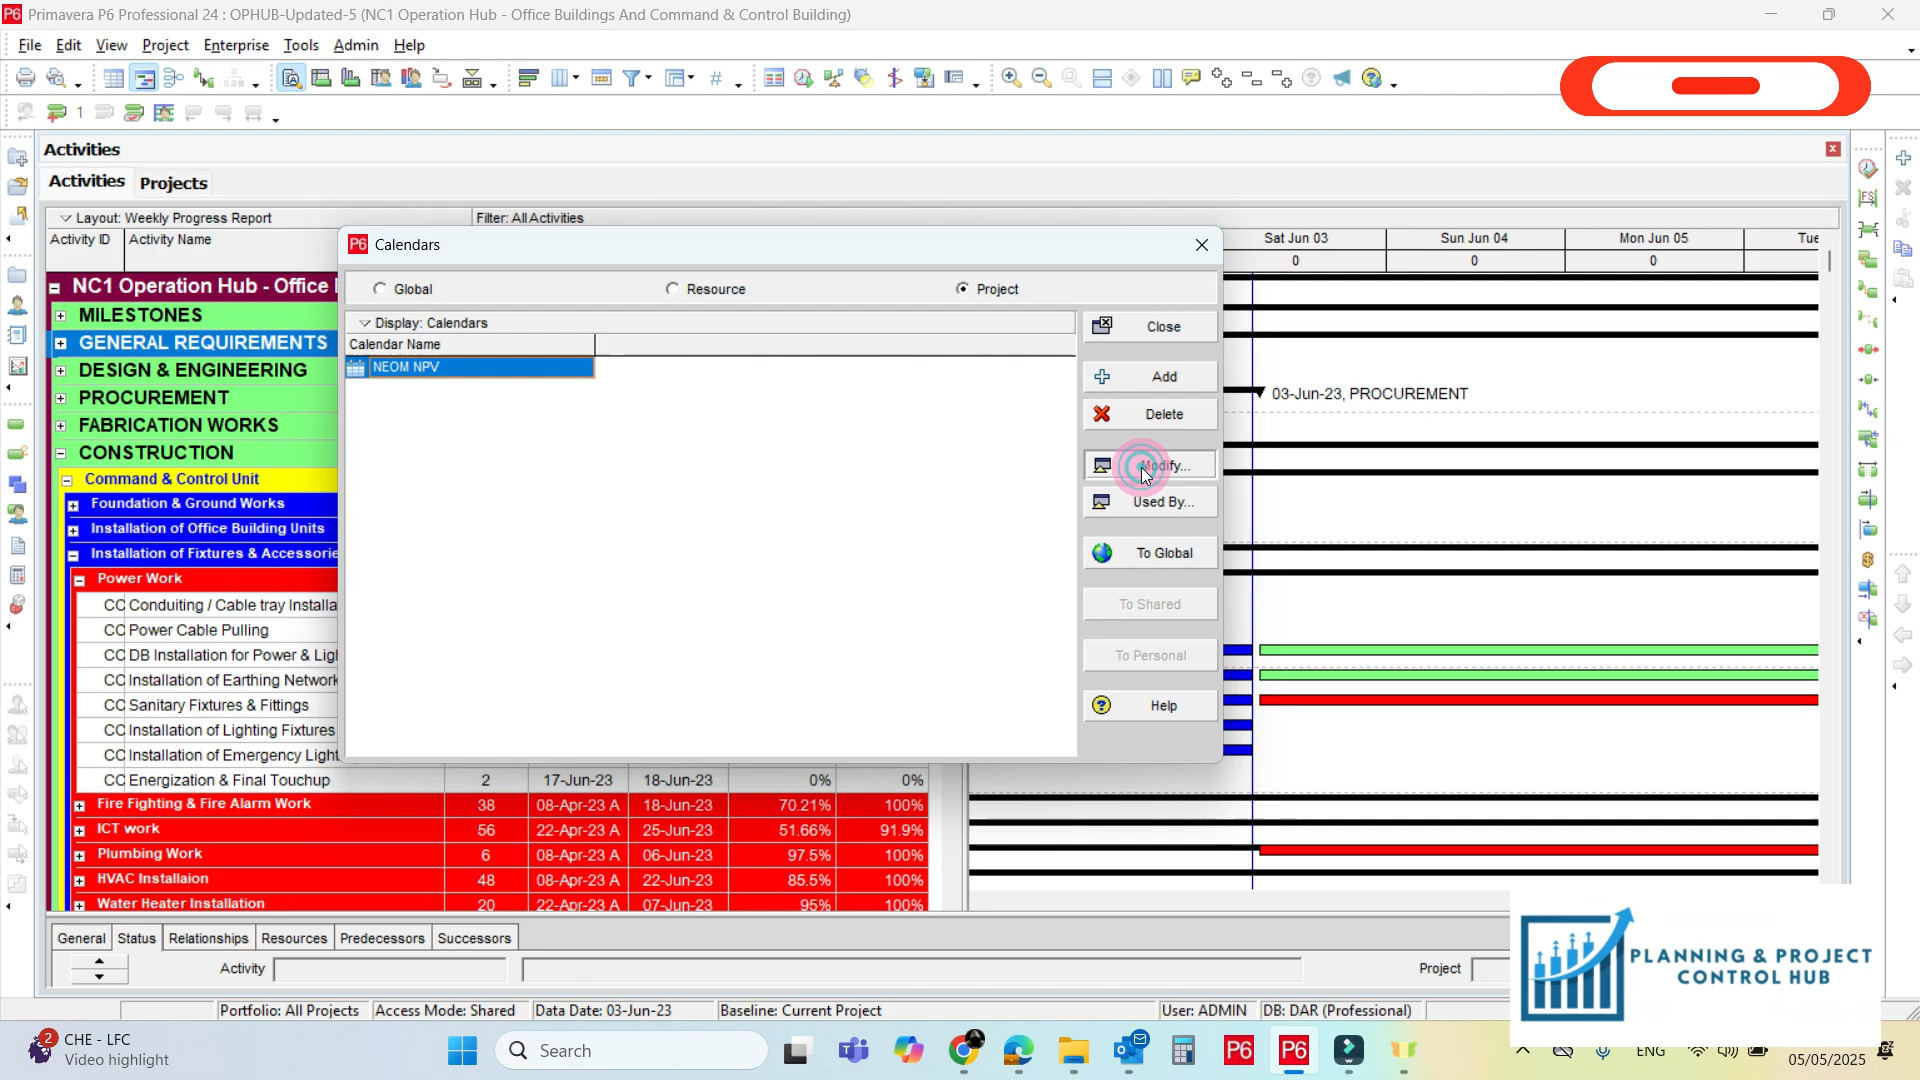 Primavera P6 Professional 24 : OPHUB-Updated-5 (NC1 Operation Hub - Office Buildings And Command & Control Building)
File Edit View Project Enterprise Tools Admin Help
1
Activities
Activities Projects
Layout: Weekly Progress Report Filter: All Activities
Activity ID Activity Name
Sat Jun 03 Sun Jun 04 Mon Jun 05 Tue
0 0 0
P6 Calendars
Global Resource Project
Display: Calendars
Calendar Name
NEOM NPV
Close
Add
Delete
Modify...
Used By...
To Global
To Shared
To Personal
Help
NC1 Operation Hub - Office
MILESTONES
GENERAL REQUIREMENTS
DESIGN & ENGINEERING
PROCUREMENT
03-Jun-23, PROCUREMENT
FABRICATION WORKS
CONSTRUCTION
Command & Control Unit
Foundation & Ground Works
Installation of Office Building Units
Installation of Fixtures & Accessorie
Power Work
CC Conduiting / Cable tray Installa
CC Power Cable Pulling
CC DB Installation for Power & Ligh
CC Installation of Earthing Network
CC Sanitary Fixtures & Fittings
CC Installation of Lighting Fixtures
CC Installation of Emergency Light
CC Energization & Final Touchup 2 17-Jun-23 18-Jun-23 0% 0%
Fire Fighting & Fire Alarm Work 38 08-Apr-23 A 18-Jun-23 70.21% 100%
ICT work 56 22-Apr-23 A 25-Jun-23 51.66% 91.9%
Plumbing Work 6 08-Apr-23 A 06-Jun-23 97.5% 100%
HVAC Installaion 48 08-Apr-23 A 22-Jun-23 85.5% 100%
Water Heater Installation 20 22-Apr-23 A 07-Jun-23 95% 100%
General Status Relationships Resources Predecessors Successors
Activity Project
PLANNING & PROJECT
CONTROL HUB
Portfolio: All Projects Access Mode: Shared Data Date: 03-Jun-23 Baseline: Current Project User: ADMIN DB: DAR (Professional)
2 CHE - LFC
Video highlight
Search
P6 P6
ENG
05/05/2025